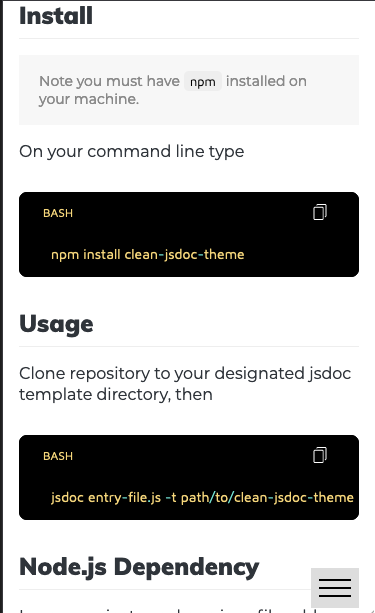 Install
Note you must have npm installed on
your machine.
On your command line type
BASH
npm install clean-jsdoc-theme
Usage
Clone repository to your designated jsdoc
template directory, then
BASH
jsdoc entry-file.js -t path/to/clean-jsdoc-theme
Node.js Dependency